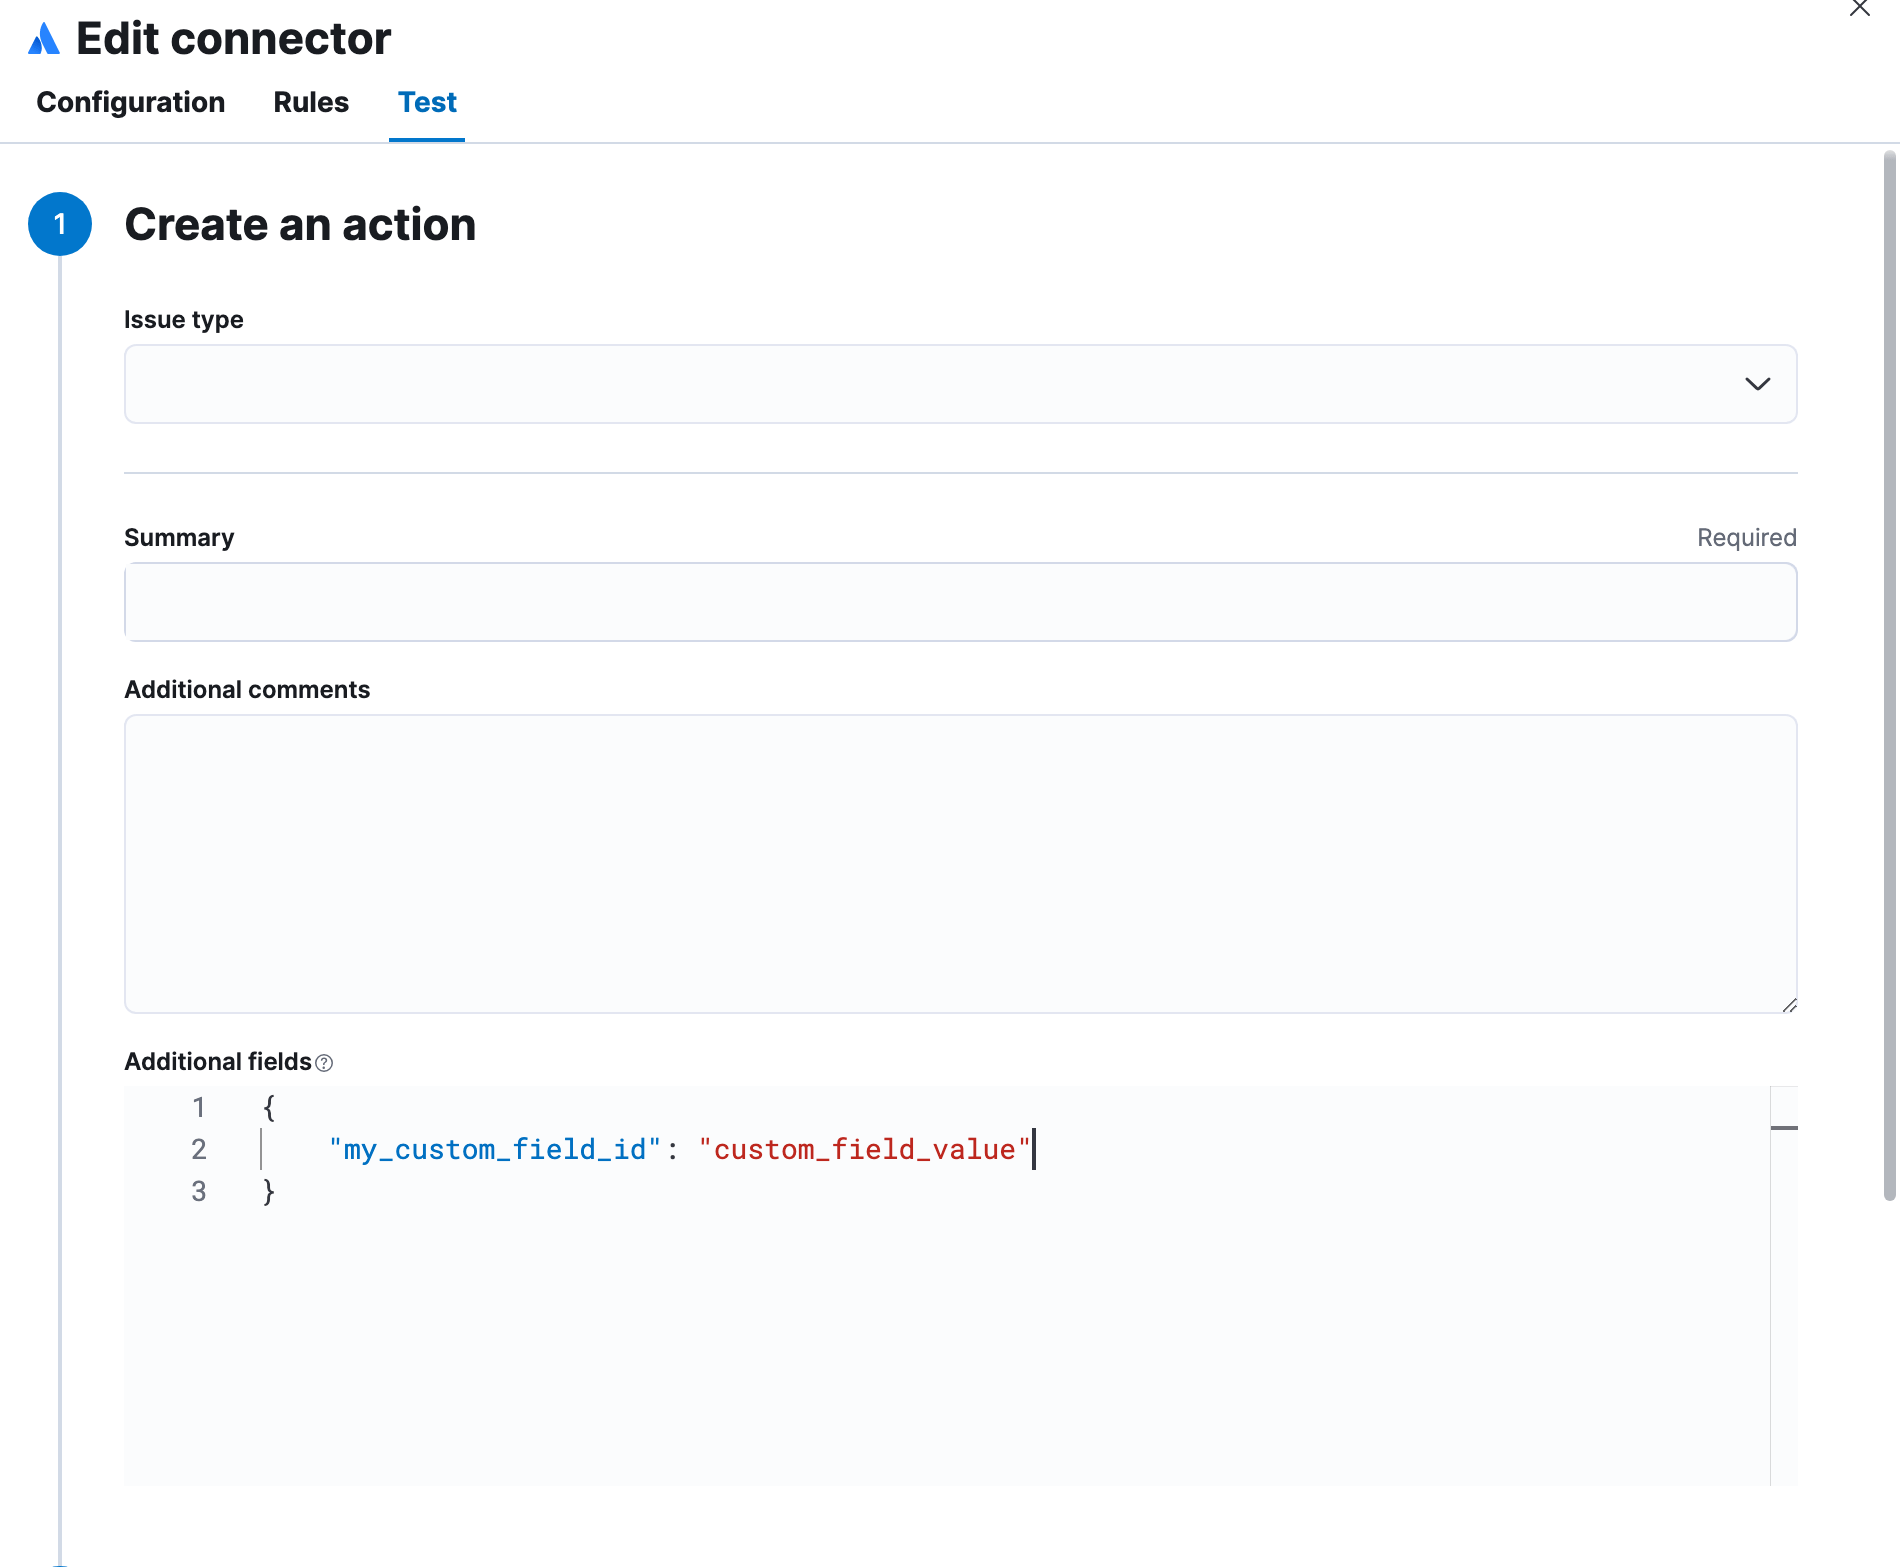 Edit connector
Configuration Rules Test
1 Create an action
Issue type
Summary Required
Additional comments
Additional fields
1 {
2 "my_custom_field_id": "custom_field_value"
3 }